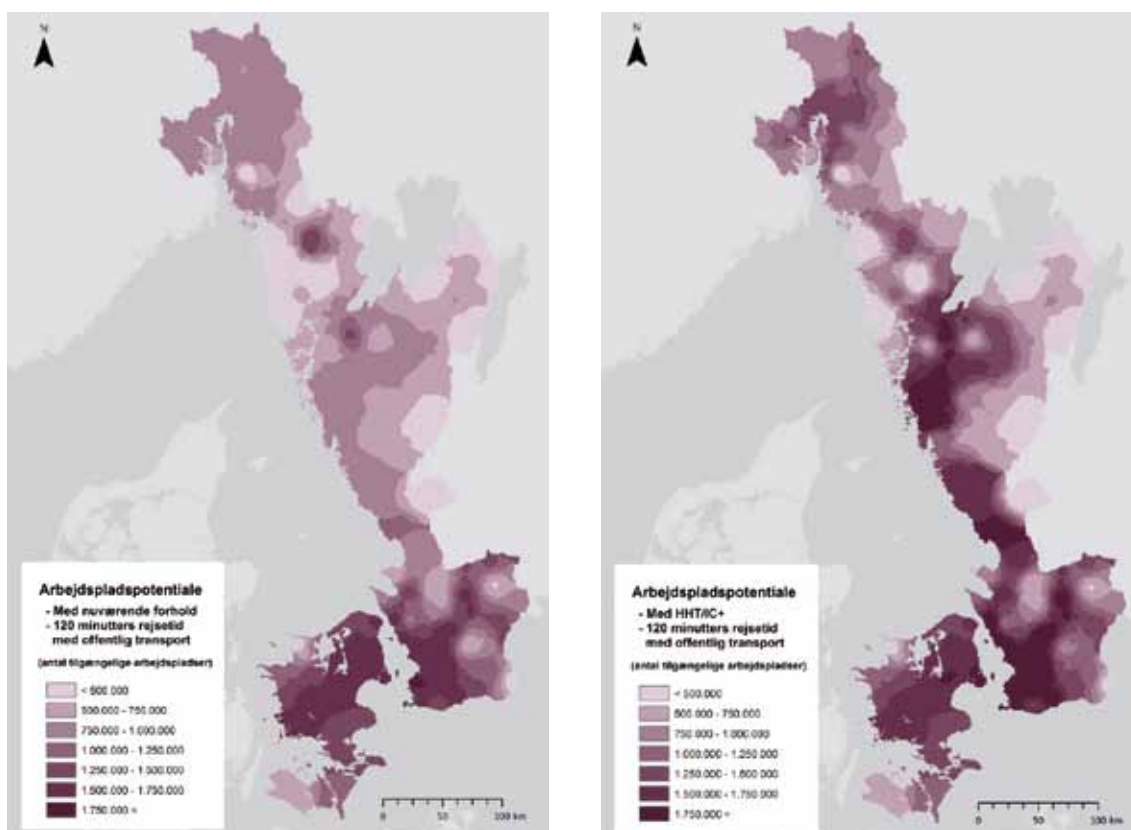 N
Arbejdspladspotentiale
- Med nuværende forhold
- 120 minutters rejsetid
med offentlig transport
(antal tilgængelige arbejdspladser)
< 500.000
500.000 - 750.000
750.000 - 1.000.000
1.000.000 - 1.250.000
1.250.000 - 1.500.000
1.500.000 - 1.750.000
1.750.000 =
0 50 100 km
N
Arbejdspladspotentiale
- Med HHT/IC+
- 120 minutters rejsetid
med offentlig transport
(antal tilgængelige arbejdspladser)
< 500.000
500.000 - 750.000
750.000 - 1.000.000
1.000.000 - 1.250.000
1.250.000 - 1.500.000
1.500.000 - 1.750.000
1.750.000 =
0 50 100 km